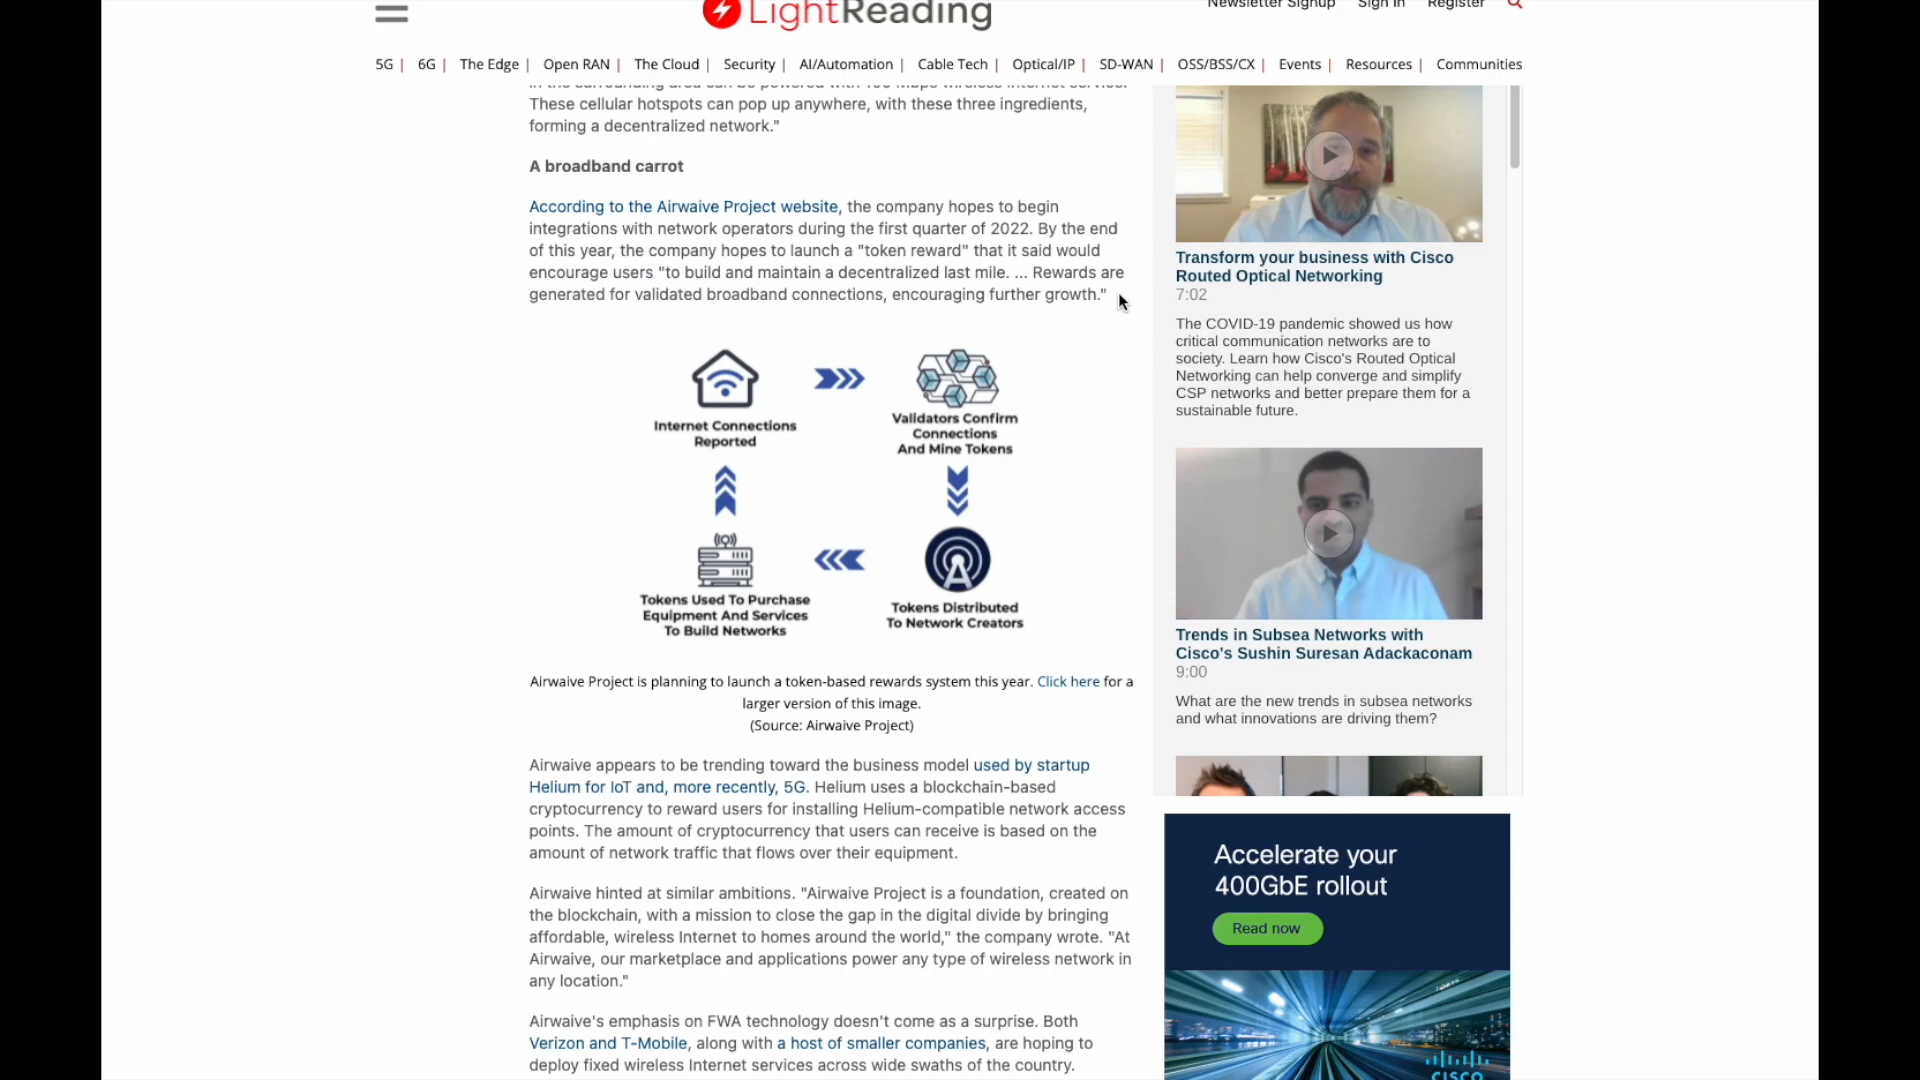 LightReading
Newsletter Signup Sign In Register
5G | 6G | The Edge | Open RAN | The Cloud | Security | AI/Automation | Cable Tech | Optical/IP | SD-WAN | OSS/BSS/CX | Events | Resources | Communities
in the surrounding area can be powered with 100 Mbps wireless Internet service.
These cellular hotspots can pop up anywhere, with these three ingredients,
forming a decentralized network."
A broadband carrot
According to the Airwaive Project website, the company hopes to begin
integrations with network operators during the first quarter of 2022. By the end
of this year, the company hopes to launch a "token reward" that it said would
encourage users "to build and maintain a decentralized last mile. ... Rewards are
generated for validated broadband connections, encouraging further growth."
Internet Connections
Reported
Validators Confirm
Connections
And Mine Tokens
Tokens Used To Purchase
Equipment And Services
To Build Networks
Tokens Distributed
To Network Creators
Airwaive Project is planning to launch a token-based rewards system this year. Click here for a
larger version of this image.
(Source: Airwaive Project)
Airwaive appears to be trending toward the business model used by startup
Helium for IoT and, more recently, 5G. Helium uses a blockchain-based
cryptocurrency to reward users for installing Helium-compatible network access
points. The amount of cryptocurrency that users can receive is based on the
amount of network traffic that flows over their equipment.
Airwaive hinted at similar ambitions. "Airwaive Project is a foundation, created on
the blockchain, with a mission to close the gap in the digital divide by bringing
affordable, wireless Internet to homes around the world," the company wrote. "At
Airwaive, our marketplace and applications power any type of wireless network in
any location."
Airwaive's emphasis on FWA technology doesn't come as a surprise. Both
Verizon and T-Mobile, along with a host of smaller companies, are hoping to
deploy fixed wireless Internet services across wide swaths of the country.
Transform your business with Cisco
Routed Optical Networking
7:02
The COVID-19 pandemic showed us how
critical communication networks are to
society. Learn how Cisco's Routed Optical
Networking can help converge and simplify
CSP networks and better prepare them for a
sustainable future.
Trends in Subsea Networks with
Cisco's Sushin Suresan Adackaconam
9:00
What are the new trends in subsea networks
and what innovations are driving them?
Accelerate your
400GbE rollout
Read now
CISCO